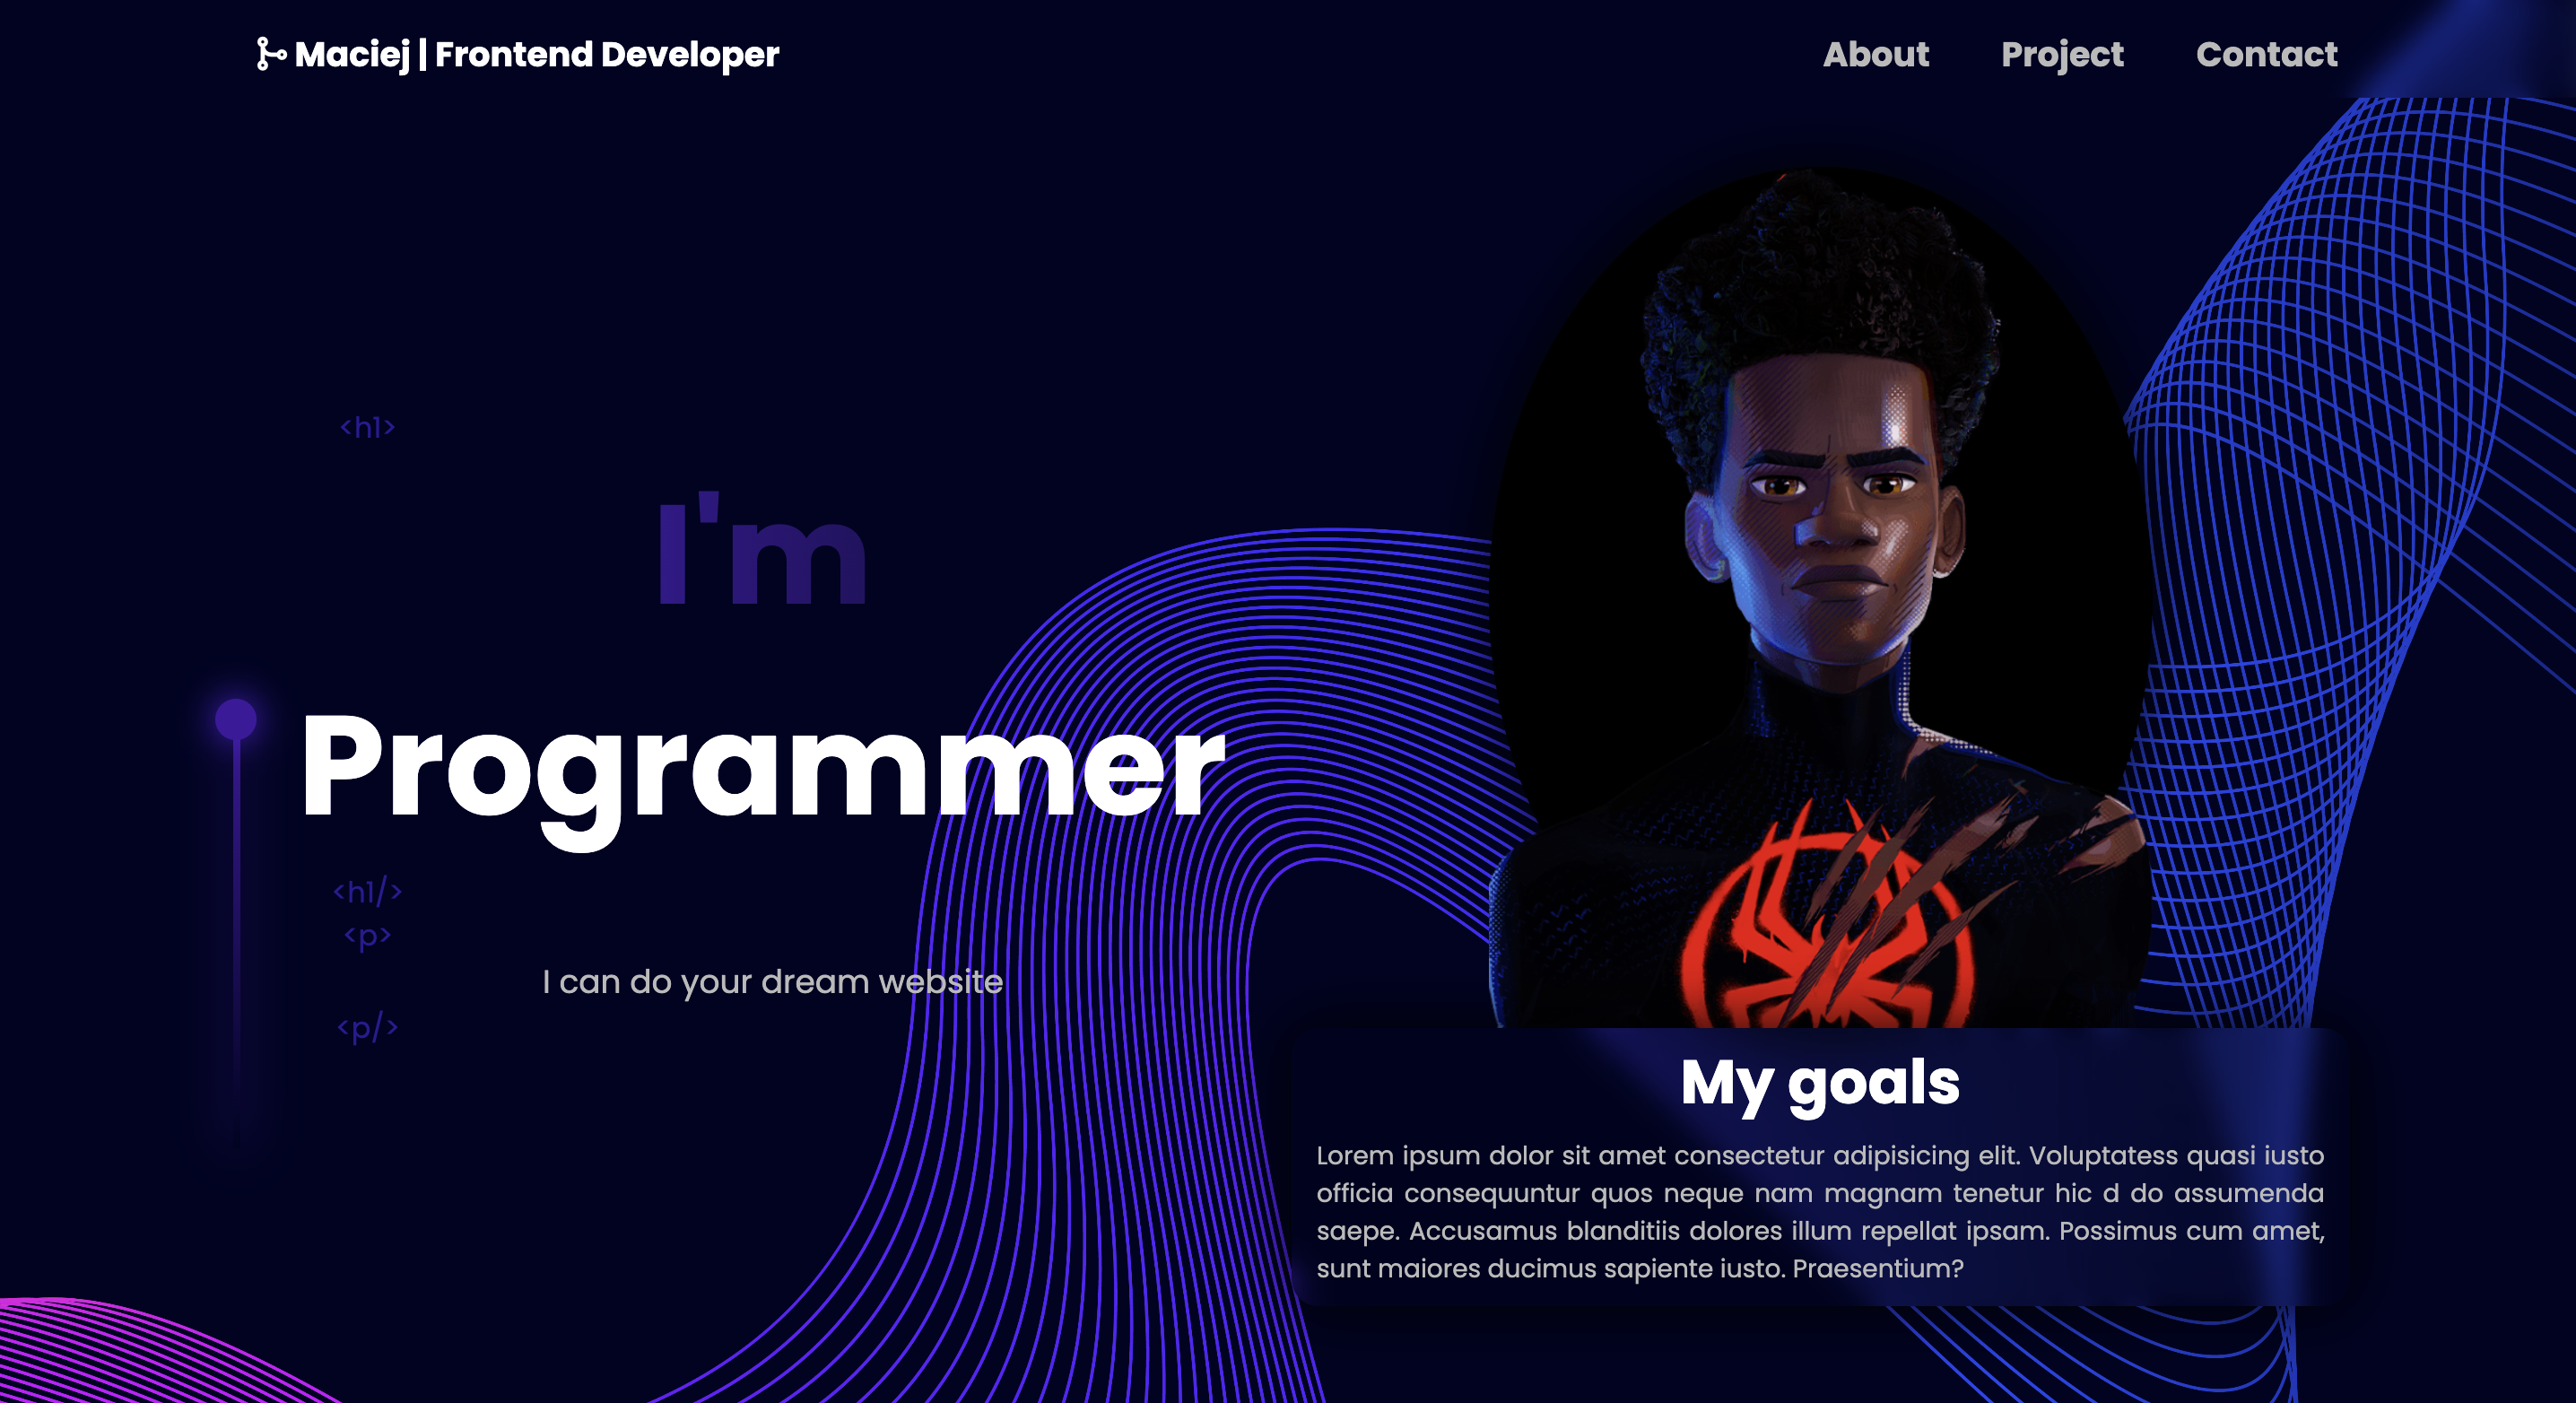 Maciej | Frontend Developer
About Project Contact
<h1>
I'm
Programmer
<h1/>
<p>
I can do your dream website
<p/>
My goals
Lorem ipsum dolor sit amet consectetur adipisicing elit. Voluptatess quasi iusto
officia consequuntur quos neque nam magnam tenetur hic d do assumenda
saepe. Accusamus blanditiis dolores illum repellat ipsam. Possimus cum amet,
sunt maiores ducimus sapiente iusto. Praesentium?